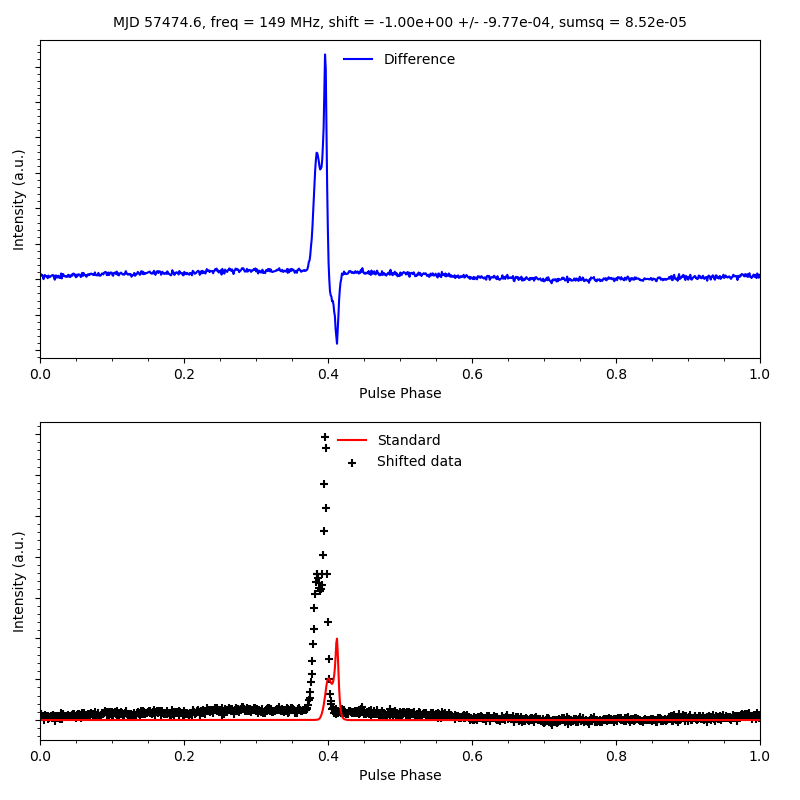 MJD 57474.6, freq = 149 MHz, shift = -1.00e+00 +/- -9.77e-04, sumsq = 8.52e-05
Difference
Intensity (a.u.)
0.0 0.2 0.4 0.6 0.8 1.0
Pulse Phase
Standard
Shifted data
Intensity (a.u.)
0.0 0.2 0.4 0.6 0.8 1.0
Pulse Phase